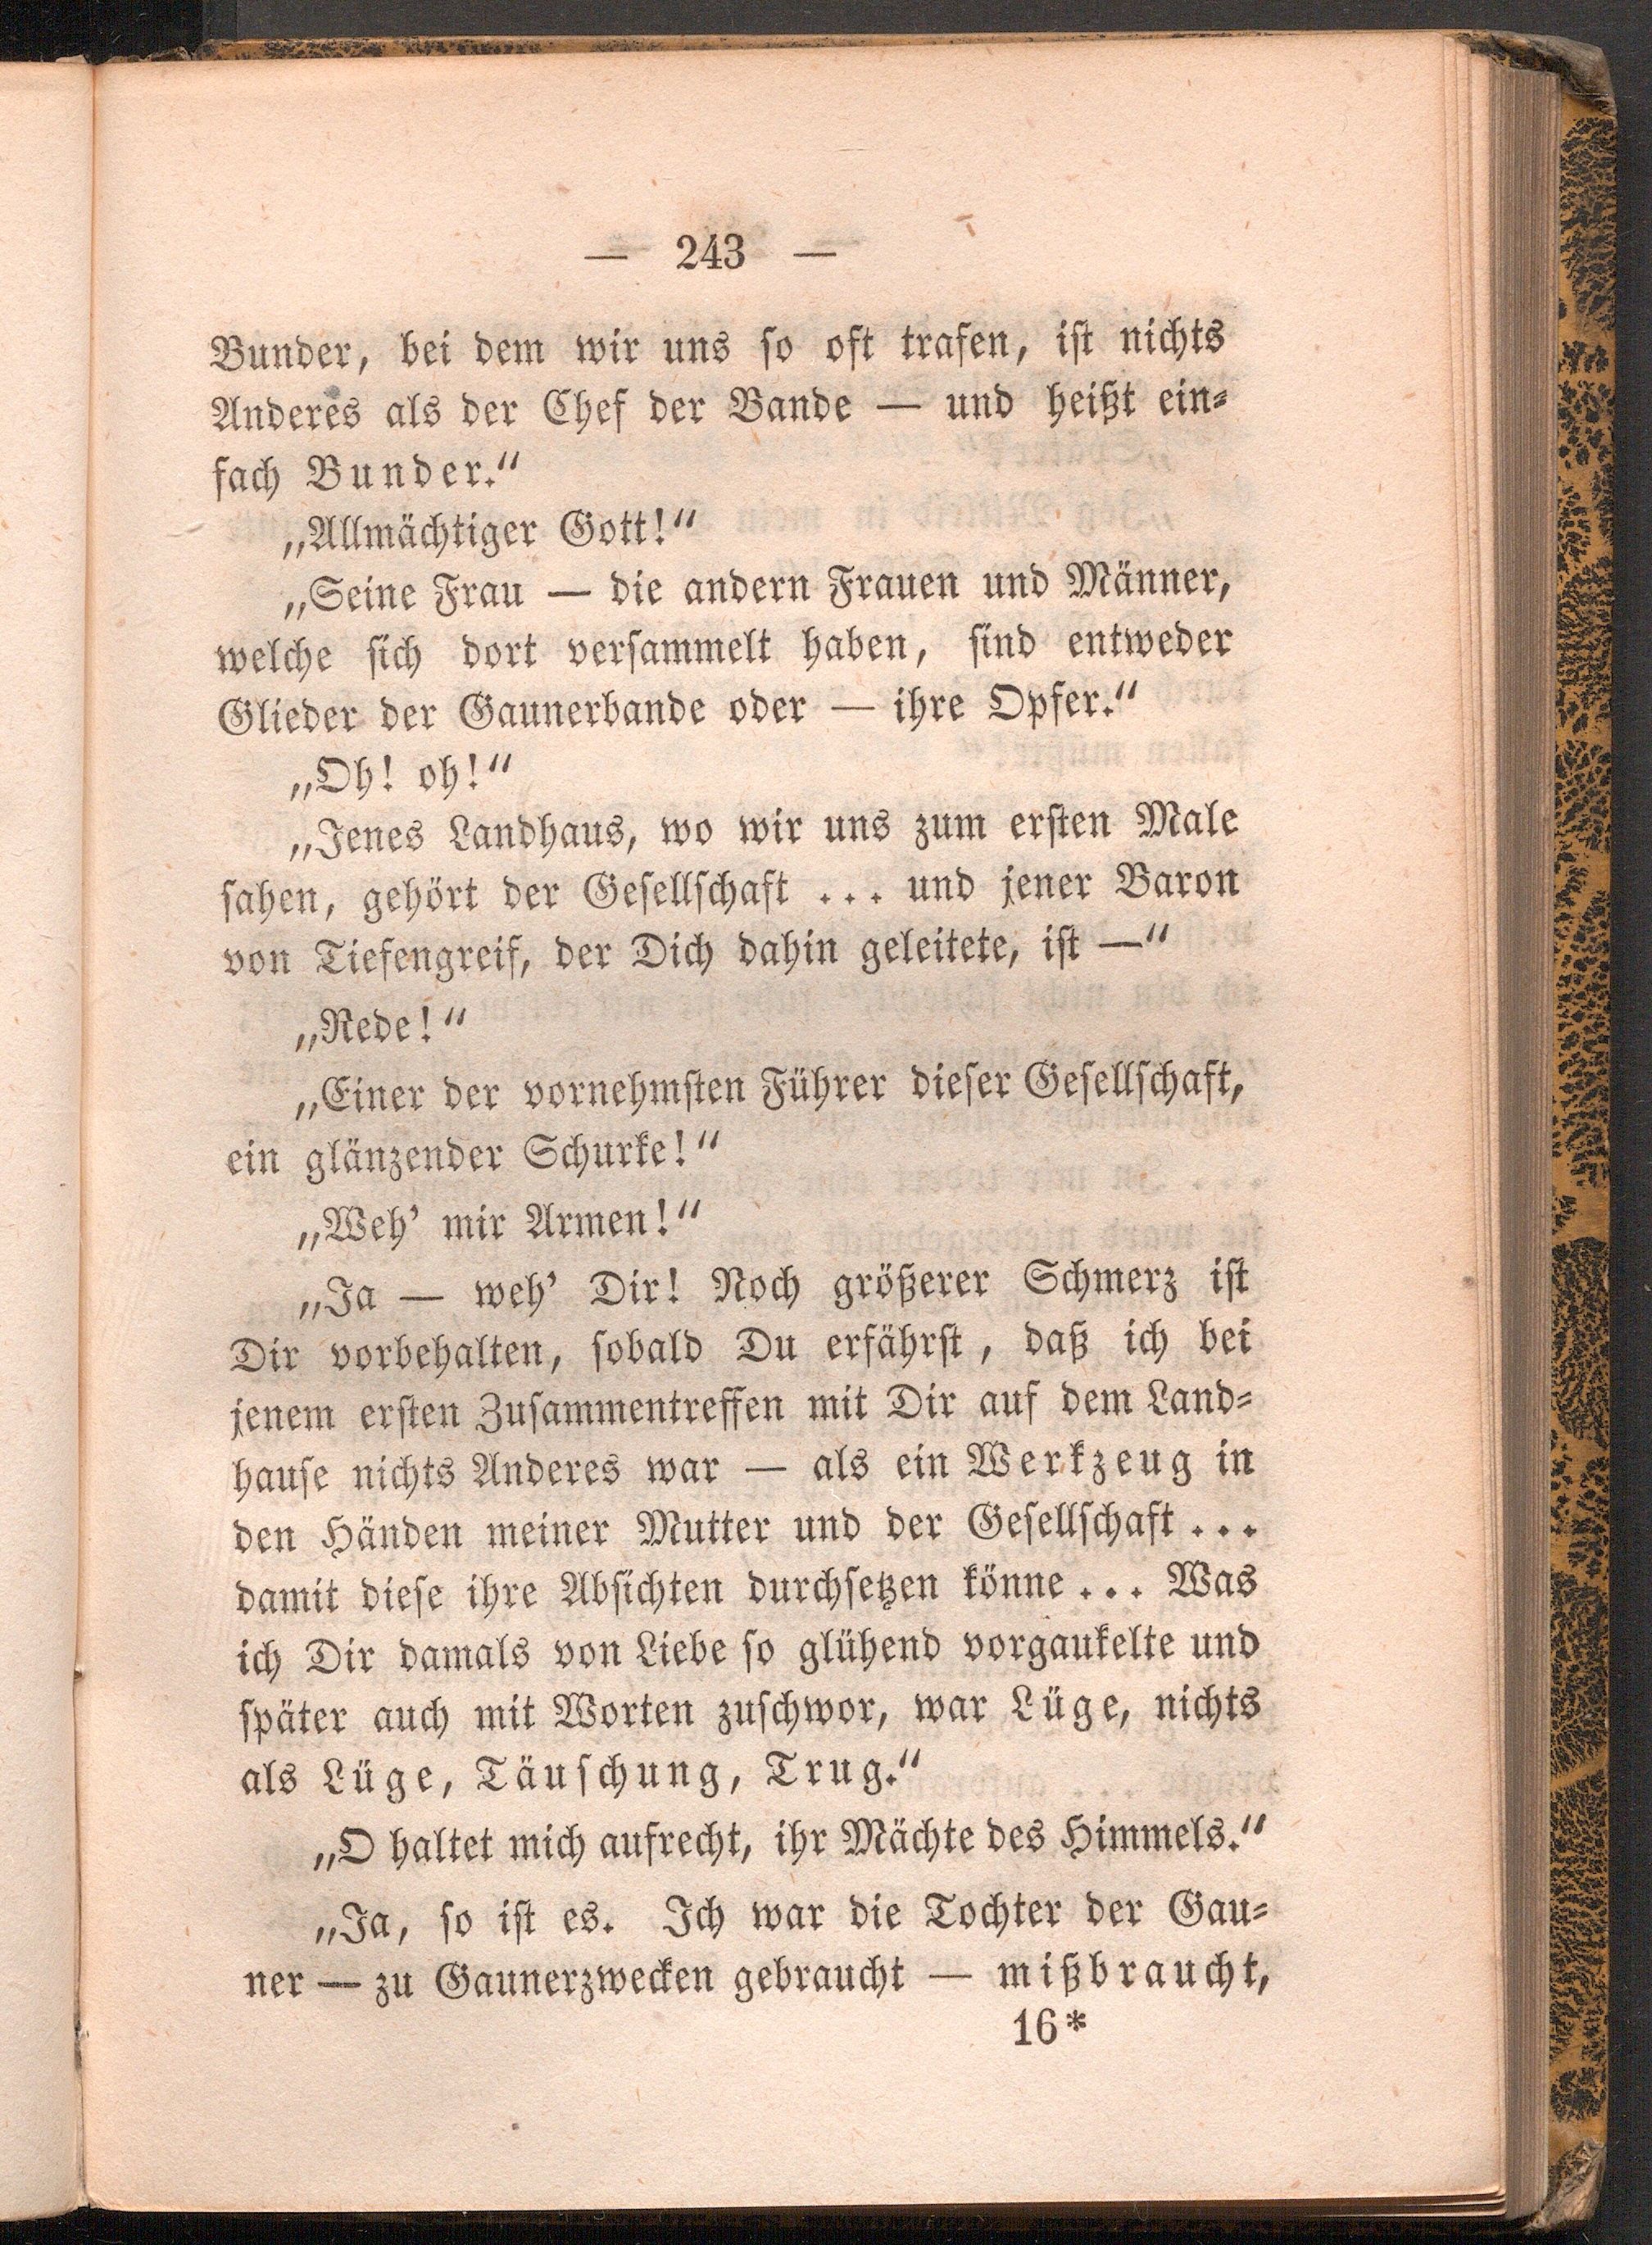 — 243 —
Bunder, bei dem wir uns so oft trafen, ist nichts
Anderes als der Chef der Bande — und heißt ein-
fach Bunder.“
„Allmächtiger Gott!“
„Seine Frau — die andern Frauen und Männer,
welche sich dort versammelt haben, sind entweder
Glieder der Gaunerbande oder — ihre Opfer.“
„Oh! oh!“
„Jenes Landhaus, wo wir uns zum ersten Male
sahen, gehört der Gesellschaft ... und jener Baron
von Tiefengreif, der Dich dahin geleitete, ist —“
„Rede!“
„Einer der vornehmsten Führer dieser Gesellschaft,
ein glänzender Schurke!“
„Weh’ mir Armen!“
„Ja — weh’ Dir! Noch größerer Schmerz ist
Dir vorbehalten, sobald Du erfährst, daß ich bei
jenem ersten Zusammentreffen mit Dir auf dem Land-
hause nichts Anderes war — als ein Werkzeug in
den Händen meiner Mutter und der Gesellschaft ...
damit diese ihre Absichten durchsetzen könne ... Was
ich Dir damals von Liebe so glühend vorgaukelte und
später auch mit Worten zuschwor, war Lüge, nichts
als Lüge, Täuschung, Trug.“
„O haltet mich aufrecht, ihr Mächte des Himmels.“
„Ja, so ist es. Ich war die Tochter der Gau-
ner — zu Gaunerzwecken gebraucht — mißbraucht,
16*